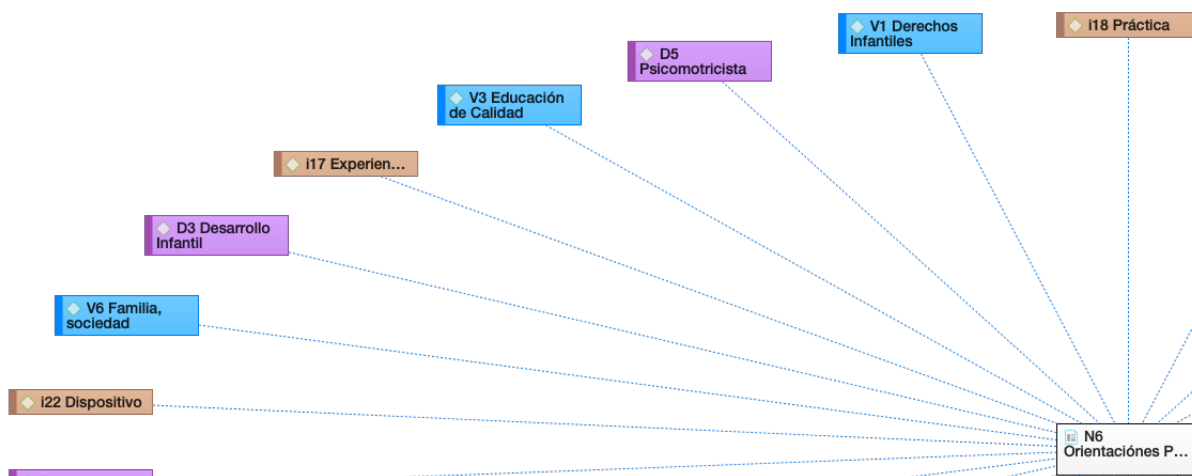 i18 Práctica
V1 Derechos
Infantiles
D5
Psicomotricista
V3 Educación
de Calidad
i17 Experien...
D3 Desarrollo
Infantil
V6 Familia,
sociedad
i22 Dispositivo
N6
Orientaciónes P...